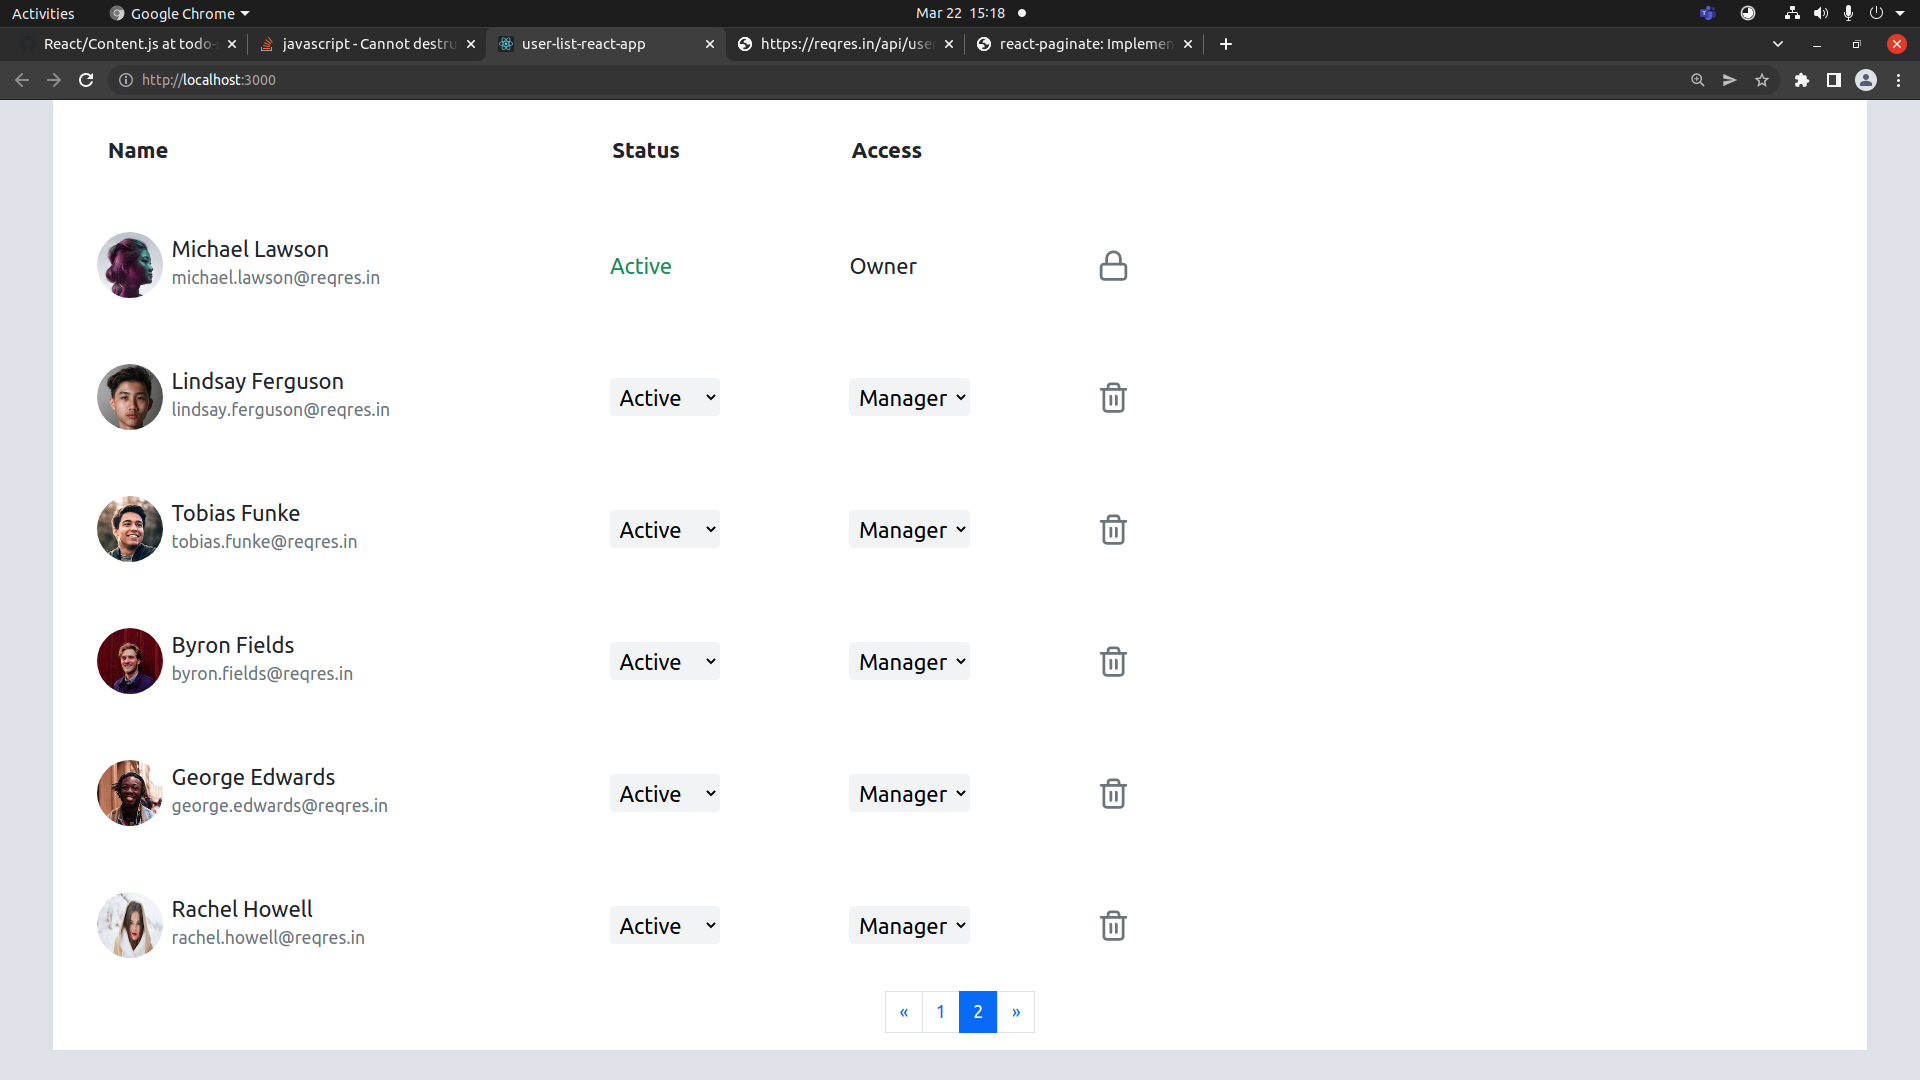 Activities Google Chrome Mar 22 15:18
React/Content.js at todo- javascript - Cannot destru user-list-react-app https://reqres.in/api/use react-paginate: Implemen
http://localhost:3000
Name Status Access
Michael Lawson
michael.lawson@reqres.in
Active Owner
Lindsay Ferguson
lindsay.ferguson@reqres.in
Active Manager
Tobias Funke
tobias.funke@reqres.in
Active Manager
Byron Fields
byron.fields@reqres.in
Active Manager
George Edwards
george.edwards@reqres.in
Active Manager
Rachel Howell
rachel.howell@reqres.in
Active Manager
« 1 2 »